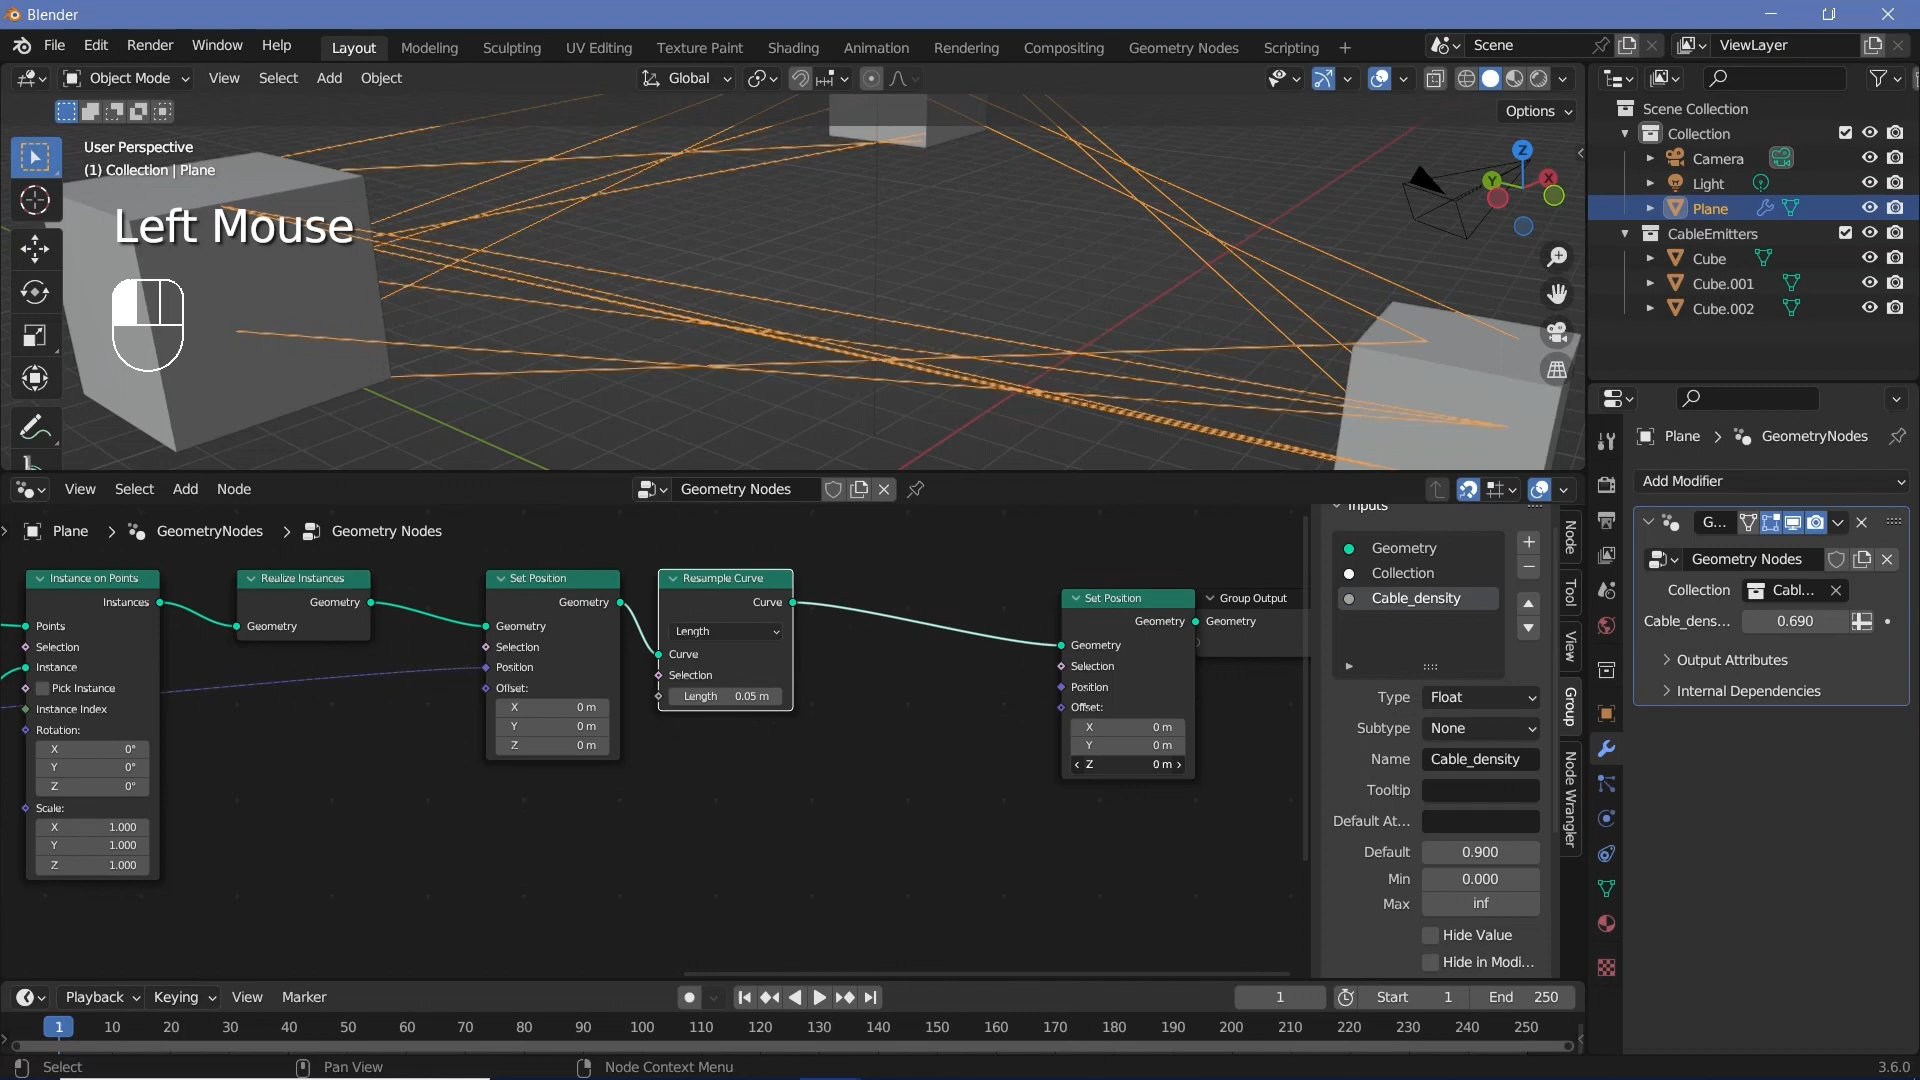 Blender
File Edit Render Window Help
Layout Modeling Sculpting UV Editing Texture Paint Shading Animation Rendering Compositing Geometry Nodes Scripting +
Scene
ViewLayer
Object Mode View Select Add Object
Global
Options
User Perspective
(1) Collection | Plane
Left Mouse
Z
Y
X
Scene Collection
Collection
Camera
Light
Plane
CableEmitters
Cube
Cube.001
Cube.002
View Select Add Node
Geometry Nodes
Plane > GeometryNodes > Geometry Nodes
Instance on Points
Instances
Points
Selection
Instance
Pick Instance
Instance Index
Rotation:
X 0°
Y 0°
Z 0°
Scale:
X 1.000
Y 1.000
Z 1.000
Realize Instances
Geometry
Geometry
Set Position
Geometry
Geometry
Selection
Position
Offset:
X 0 m
Y 0 m
Z 0 m
Resample Curve
Curve
Length
Curve
Selection
Length 0.05 m
Set Position
Geometry
Geometry
Selection
Position
Offset:
X 0 m
Y 0 m
Z 0 m
Group Output
Geometry
Inputs
Geometry
Collection
Cable_density
Type Float
Subtype None
Name Cable_density
Tooltip
Default At...
Default 0.900
Min 0.000
Max inf
Hide Value
Hide in Modi...
Node
Tool
View
Group
Node Wrangler
Plane > GeometryNodes
Add Modifier
G...
Geometry Nodes
Collection Cabl...
Cable_dens... 0.690
Output Attributes
Internal Dependencies
Playback Keying View Marker
1
Start 1
End 250
1 10 20 30 40 50 60 70 80 90 100 110 120 130 140 150 160 170 180 190 200 210 220 230 240 250
Select
Pan View
Node Context Menu
3.6.0